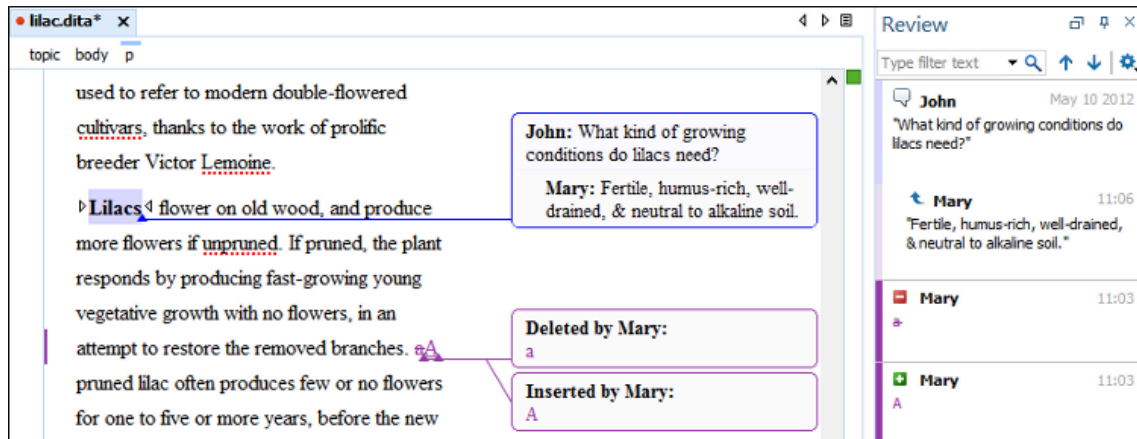 lilac.dita*
topic body p
used to refer to modern double-flowered
cultivars, thanks to the work of prolific
breeder Victor Lemoine.
Lilacs flower on old wood, and produce
more flowers if unpruned. If pruned, the plant
responds by producing fast-growing young
vegetative growth with no flowers, in an
attempt to restore the removed branches. aA
pruned lilac often produces few or no flowers
for one to five or more years, before the new
John: What kind of growing
conditions do lilacs need?
Mary: Fertile, humus-rich, well-
drained, & neutral to alkaline soil.
Deleted by Mary:
a
Inserted by Mary:
A
Review
Type filter text
John May 10 2012
"What kind of growing conditions do
lilacs need?"
Mary 11:06
"Fertile, humus-rich, well-drained,
& neutral to alkaline soil."
Mary 11:03
a
Mary 11:03
A